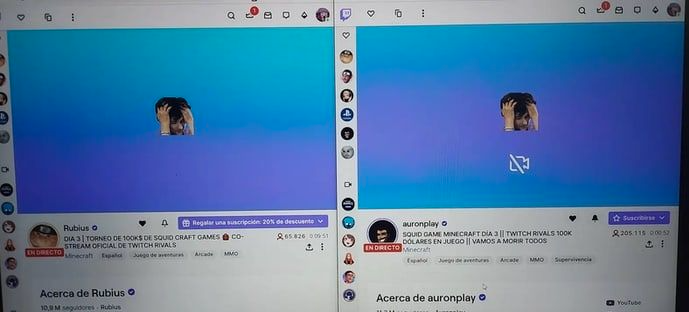 1
Rubius
Regalar una suscripción: 20% de descuento
DIA 3 | TORNEO DE 100K$ DE SQUID CRAFT GAMES CO-
STREAM OFICIAL DE TWITCH RIVALS
65.826
0:09:51
EN DIRECTO
Minecraft
Español
Juego de aventuras
Arcade
MMO
Acerca de Rubius
10,9 M seguidores · Rubius
1
auronplay
Suscribirse
SQUID GAME MINECRAFT DÍA 3 || TWITCH RIVALS 100K
DÓLARES EN JUEGO || VAMOS A MORIR TODOS
205.115
0:00:52
EN DIRECTO
Minecraft
Español
Juego de aventuras
Arcade
MMO
Supervivencia
Acerca de auronplay
YouTube